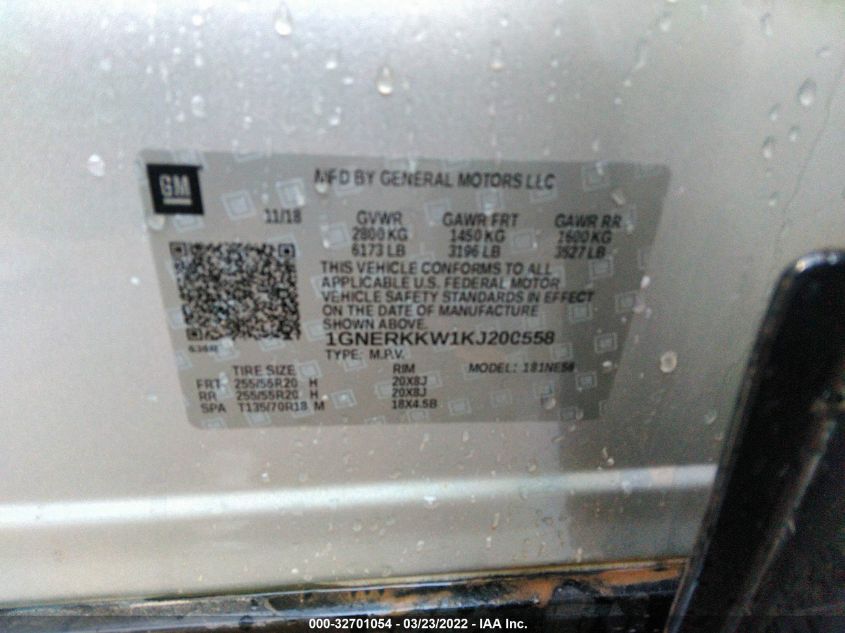 GM
MFD BY GENERAL MOTORS LLC
11/18 GVWR GAWR FRT GAWR RR
2800 KG 1450 KG 1600 KG
6173 LB 3196 LB 3527 LB
THIS VEHICLE CONFORMS TO ALL
APPLICABLE U.S. FEDERAL MOTOR
VEHICLE SAFETY STANDARDS IN EFFECT
ON THE DATE OF MANUFACTURE
SHOWN ABOVE.
1GNERKKW1KJ200558
TYPE: M.P.V.
TIRE SIZE RIM MODEL:
FRT 255/55R20 H 20X8J
RR 255/55R20 H 20X8J
SPA T135/70R18 M 18X4.5B
000-32701054 - 03/23/2022 - IAA Inc.